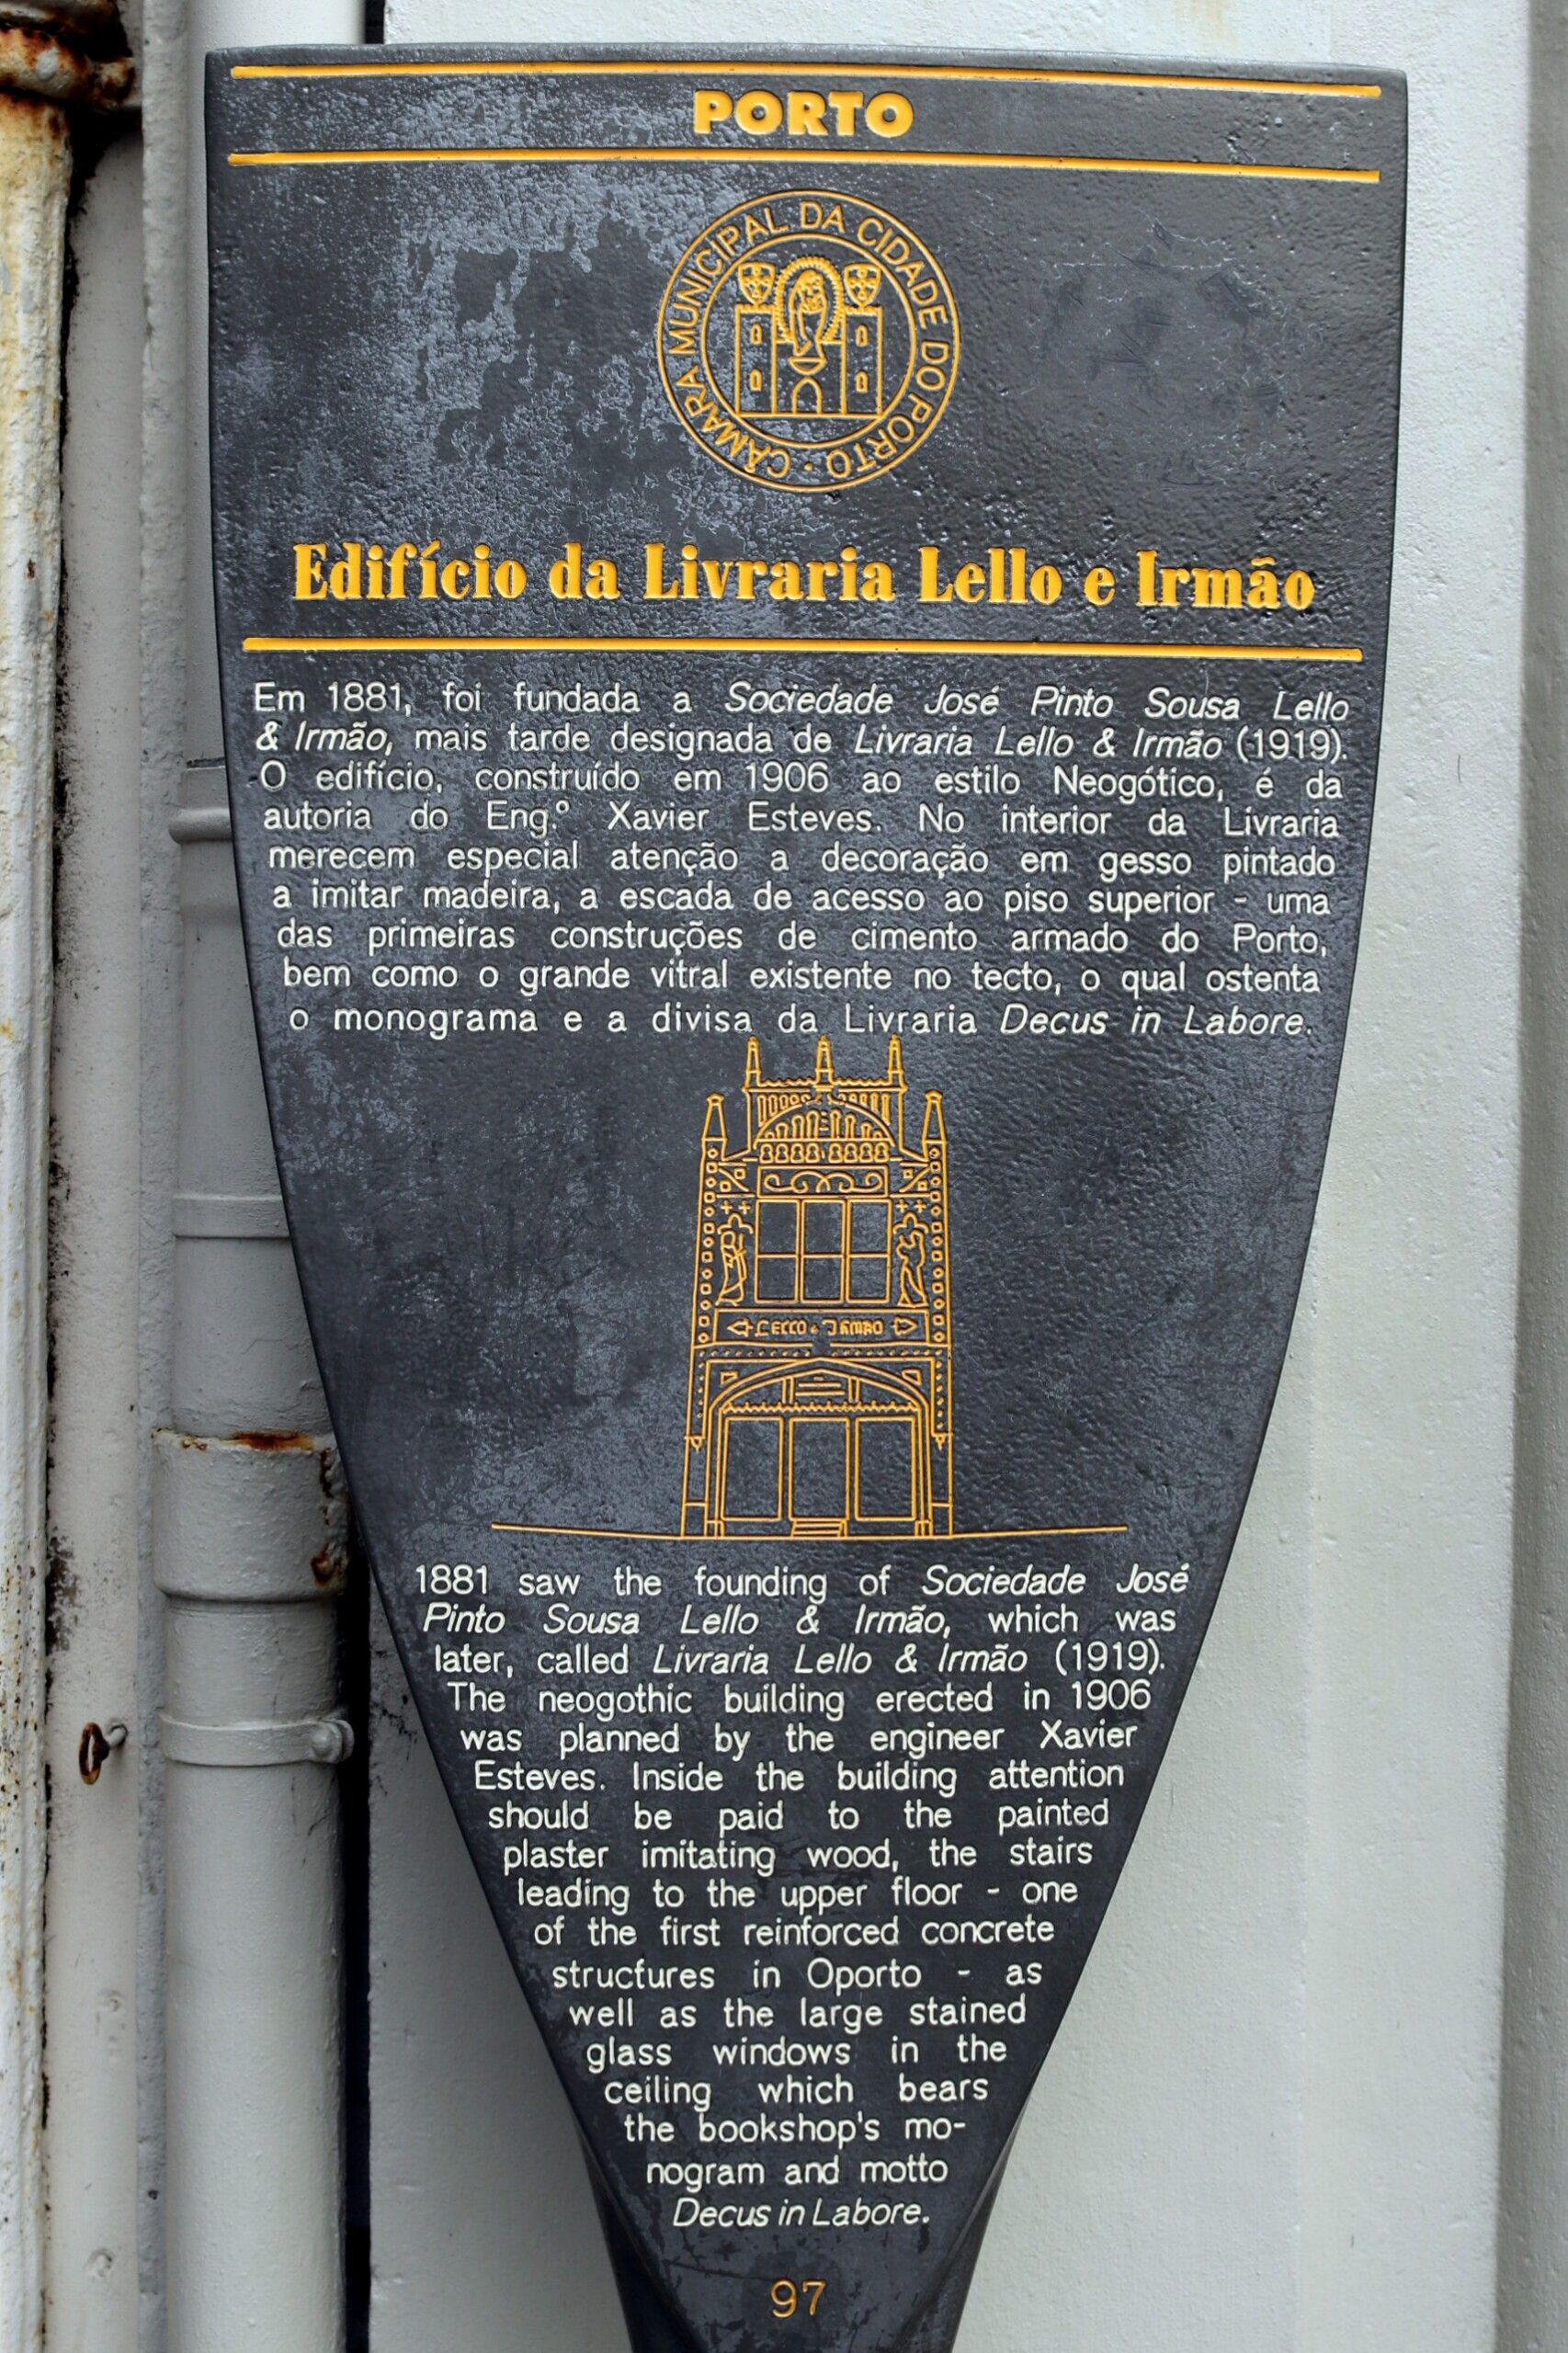 PORTO
CÂMARA MUNICIPAL DA CIDADE DO PORTO ·
Edifício da Livraria Lello e Irmão
Em 1881, foi fundada a Sociedade José Pinto Sousa Lello
& Irmão, mais tarde designada de Livraria Lello & Irmão (1919).
O edifício, construído em 1906 ao estilo Neogótico, é da
autoria do Eng.º Xavier Esteves. No interior da Livraria
merecem especial atenção a decoração em gesso pintado
a imitar madeira, a escada de acesso ao piso superior - uma
das primeiras construções de cimento armado do Porto,
bem como o grande vitral existente no tecto, o qual ostenta
o monograma e a divisa da Livraria Decus in Labore.
LELLO e IRMÃO
1881 saw the founding of Sociedade José
Pinto Sousa Lello & Irmão, which was
later, called Livraria Lello & Irmão (1919).
The neogothic building erected in 1906
was planned by the engineer Xavier
Esteves. Inside the building attention
should be paid to the painted
plaster imitating wood, the stairs
leading to the upper floor - one
of the first reinforced concrete
structures in Oporto - as
well as the large stained
glass windows in the
ceiling which bears
the bookshop's mo-
nogram and motto
Decus in Labore.
97